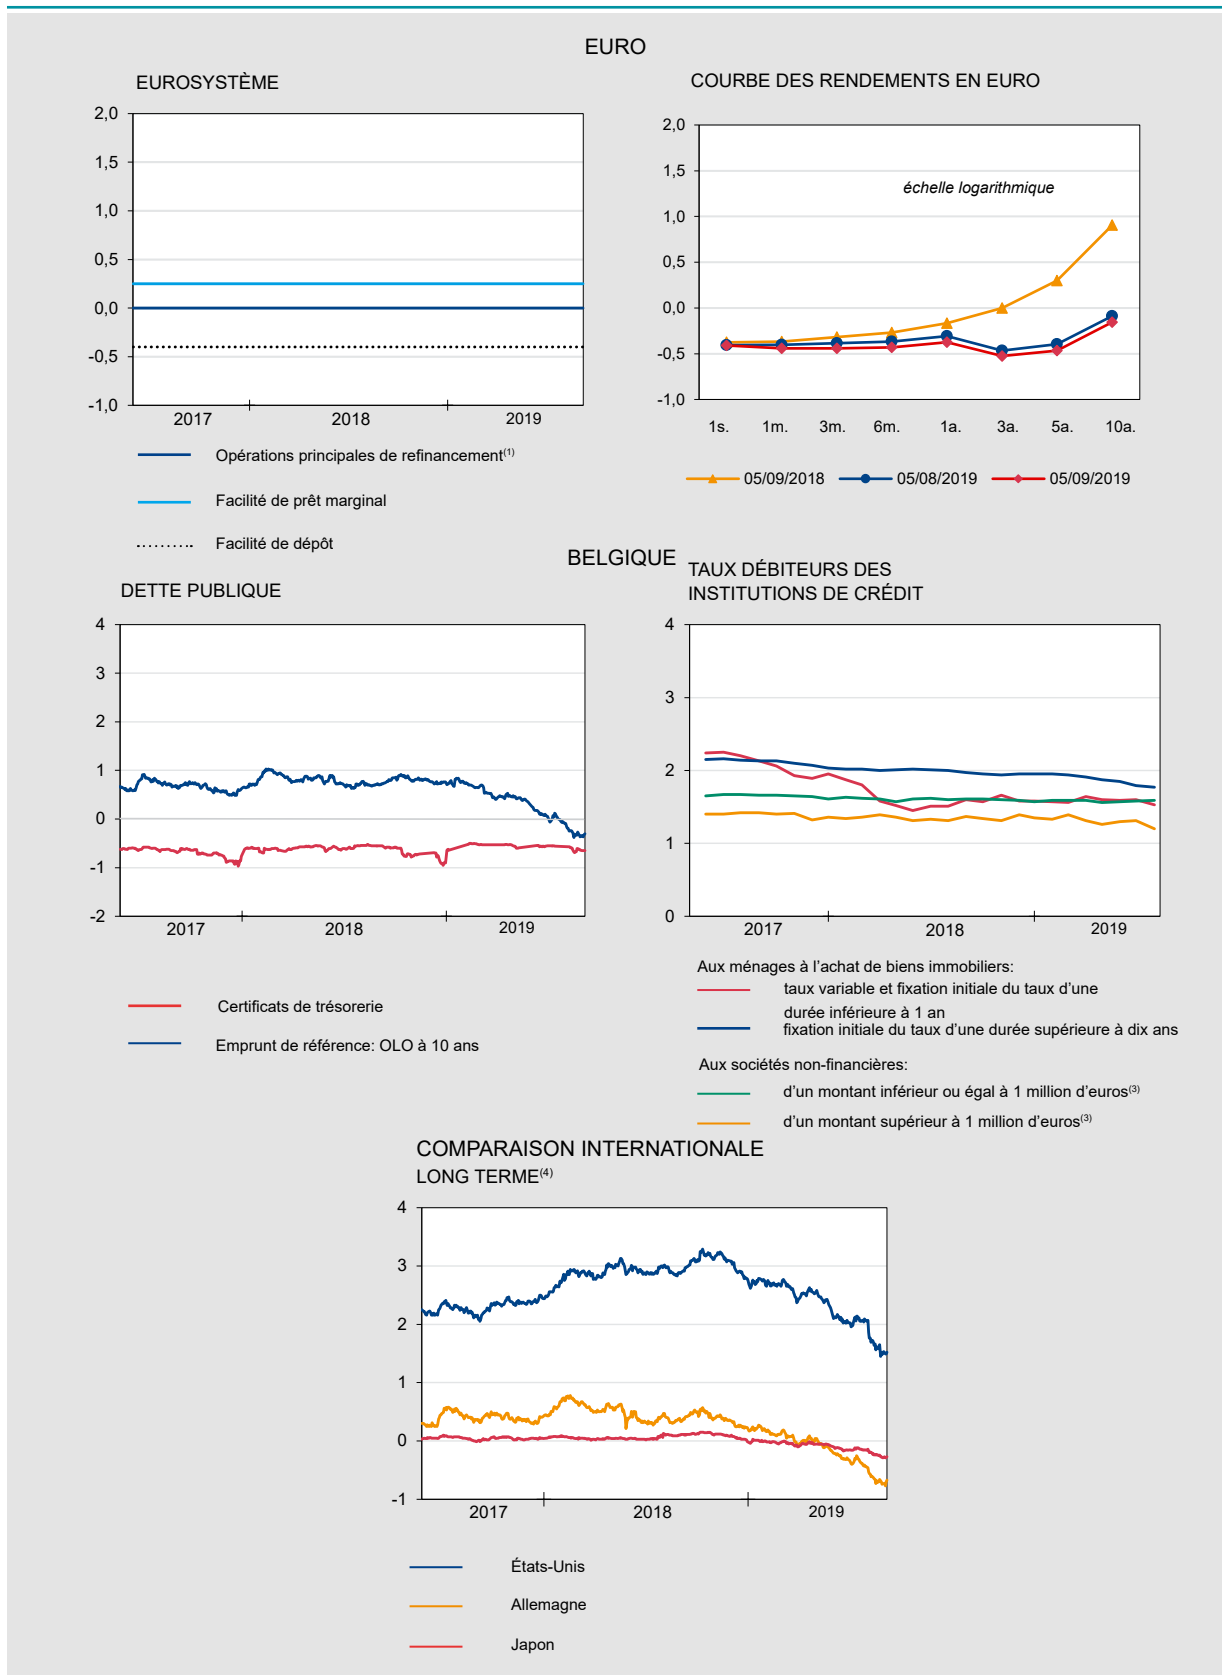 EURO
EUROSYSTÈME
2,0
1,5
1,0
0,5
0,0
-0,5
-1,0
2017 2018 2019
Opérations principales de refinancement(1)
Facilité de prêt marginal
Facilité de dépôt
COURBE DES RENDEMENTS EN EURO
2,0
1,5
1,0
0,5
0,0
-0,5
-1,0
échelle logarithmique
1s. 1m. 3m. 6m. 1a. 3a. 5a. 10a.
05/09/2018 05/08/2019 05/09/2019
BELGIQUE
DETTE PUBLIQUE
4
3
2
1
0
-1
-2
2017 2018 2019
Certificats de trésorerie
Emprunt de référence: OLO à 10 ans
TAUX DÉBITEURS DES
INSTITUTIONS DE CRÉDIT
4
3
2
1
0
2017 2018 2019
Aux ménages à l’achat de biens immobiliers:
taux variable et fixation initiale du taux d’une
durée inférieure à 1 an
fixation initiale du taux d’une durée supérieure à dix ans
Aux sociétés non-financières:
d’un montant inférieur ou égal à 1 million d’euros(3)
d’un montant supérieur à 1 million d’euros(3)
COMPARAISON INTERNATIONALE
LONG TERME(4)
4
3
2
1
0
-1
2017 2018 2019
États-Unis
Allemagne
Japon